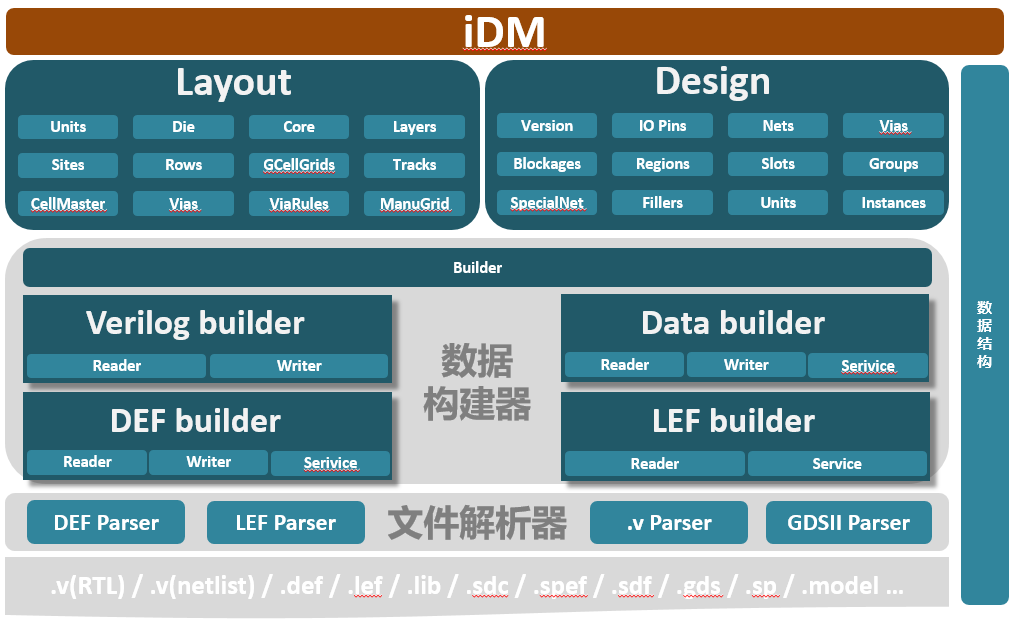 iDM
Layout
Units Die Core Layers
Sites Rows GCellGrids Tracks
CellMaster Vias ViaRules ManuGrid
Design
Version IO Pins Nets Vias
Blockages Regions Slots Groups
SpecialNet Fillers Units Instances
Builder
Verilog builder
Reader Writer
DEF builder
Reader Writer Serivice
数据
构建器
Data builder
Reader Writer Serivice
LEF builder
Reader Service
DEF Parser LEF Parser 文件解析器 .v Parser GDSII Parser
.v(RTL) / .v(netlist) / .def / .lef / .lib / .sdc / .spef / .sdf / .gds / .sp / .model ...
数据结构